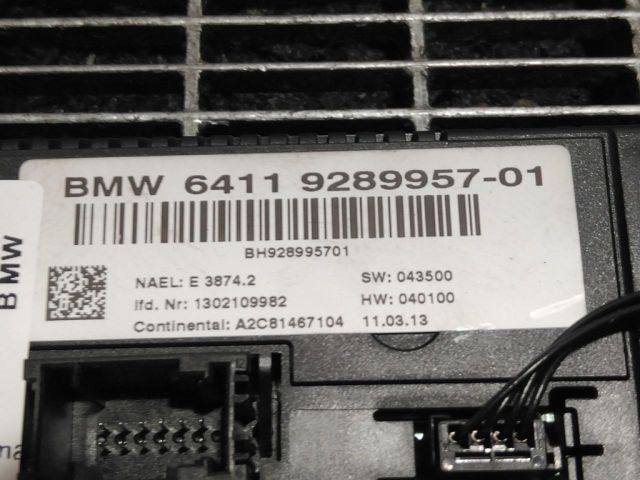 BMW 6411 9289957-01
BH928995701
NAEL: E 3874.2 SW: 043500
lfd. Nr: 1302109982 HW: 040100
Continental: A2C81467104 11.03.13
BMW